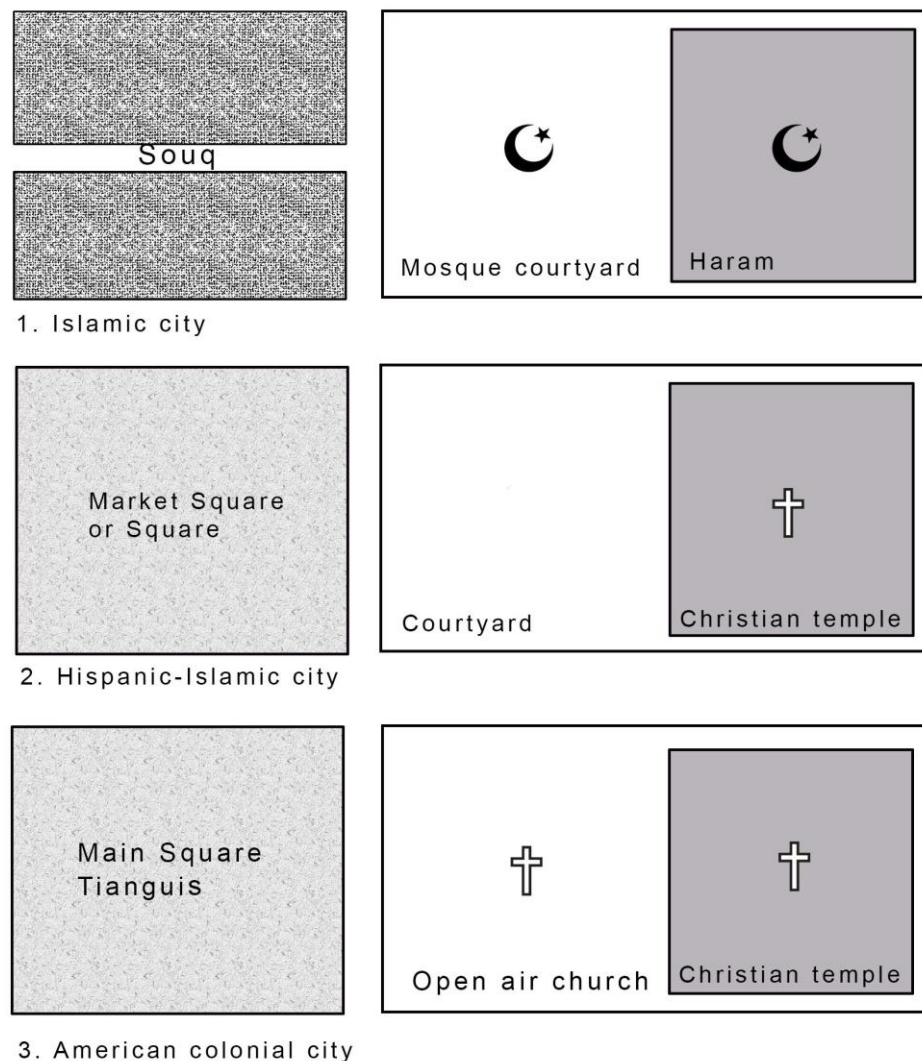 Souq
Mosque courtyard
Haram
1. Islamic city
Market Square
or Square
Courtyard
Christian temple
2. Hispanic-Islamic city
Main Square
Tianguis
Open air church
Christian temple
3. American colonial city